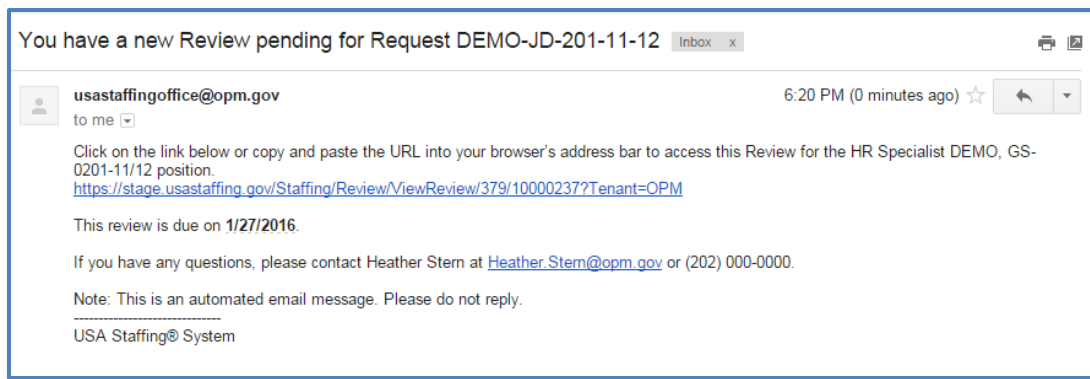 You have a new Review pending for Request DEMO-JD-201-11-12 Inbox x
usastaffingoffice@opm.gov 6:20 PM (0 minutes ago)
to me
Click on the link below or copy and paste the URL into your browser's address bar to access this Review for the HR Specialist DEMO, GS-
0201-11/12 position.
https://stage.usastaffing.gov/Staffing/Review/ViewReview/379/10000237?Tenant=OPM
This review is due on 1/27/2016.
If you have any questions, please contact Heather Stern at Heather.Stern@opm.gov or (202) 000-0000.
Note: This is an automated email message. Please do not reply.
------------------------------
USA Staffing® System